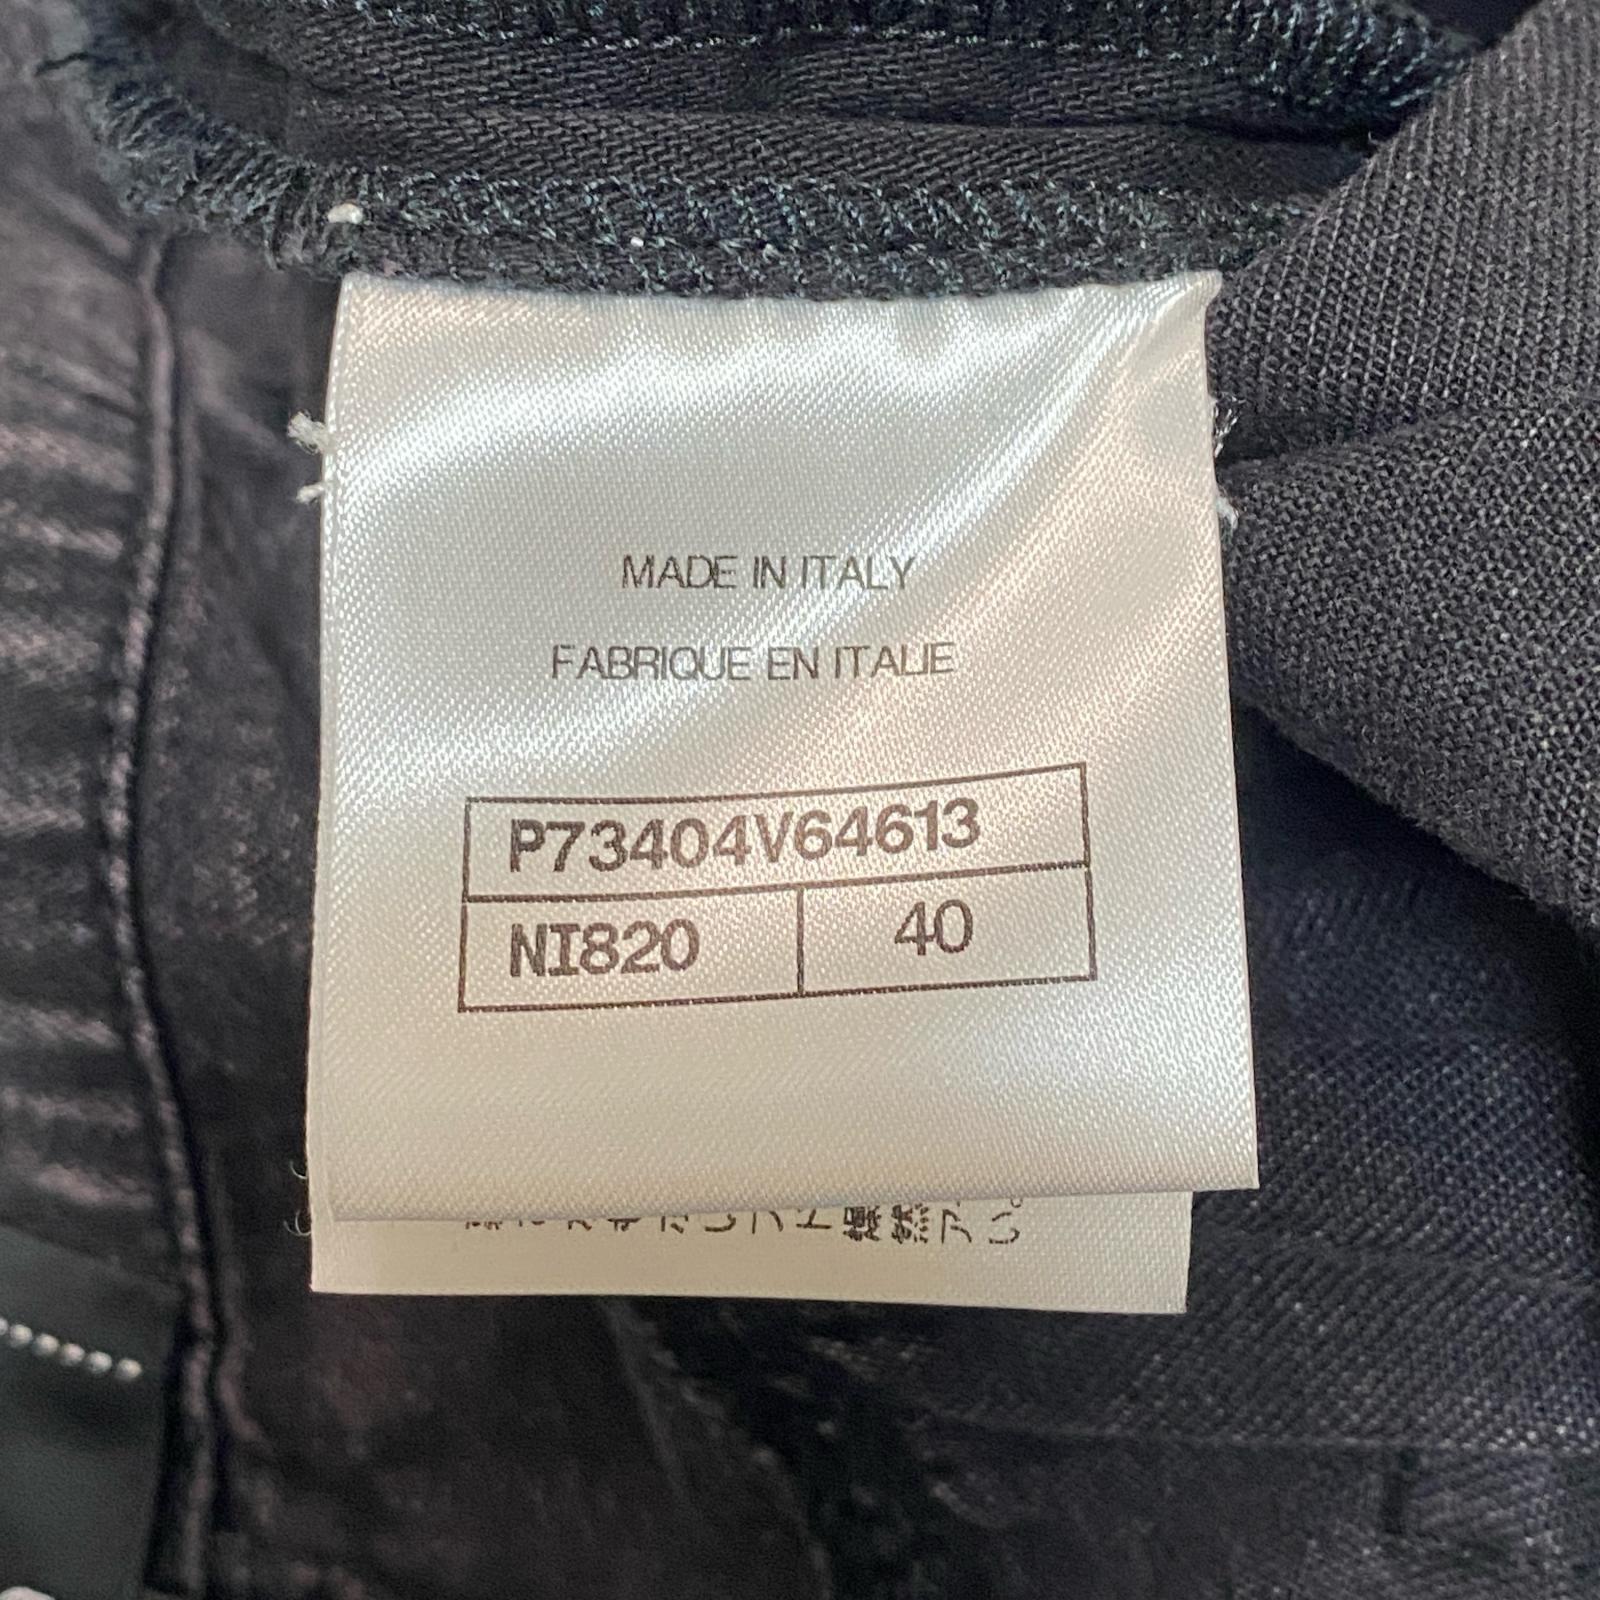 MADE IN ITALY
FABRIQUE EN ITALIE
P73404V64613
NI820 40